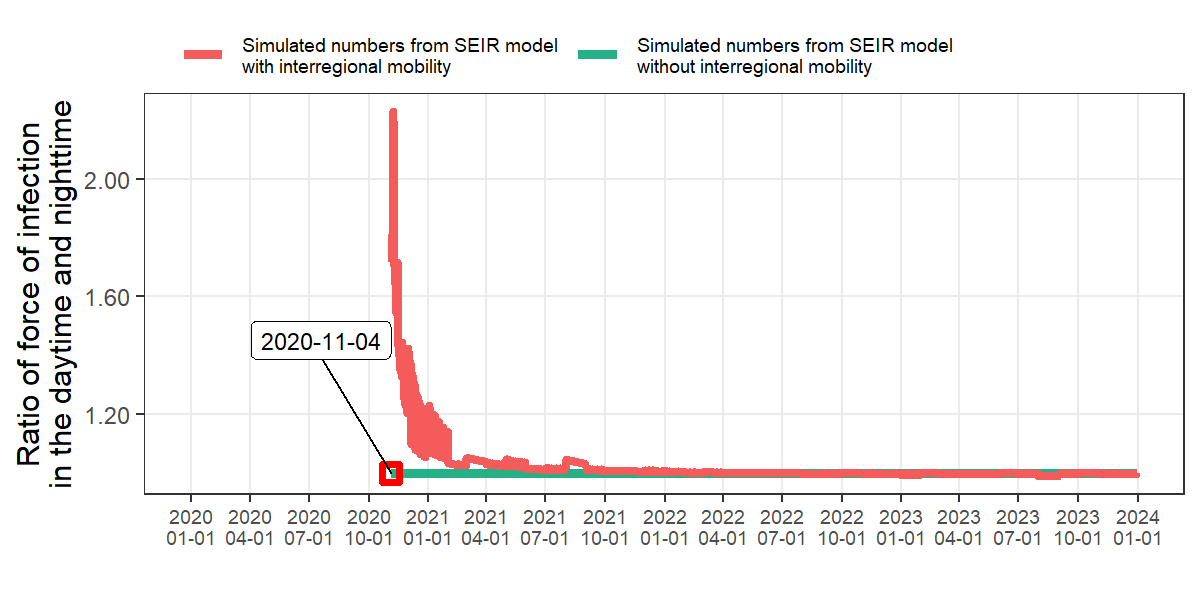 Simulated numbers from SEIR model
with interregional mobility
Simulated numbers from SEIR model
without interregional mobility
Ratio of force of infection
in the daytime and nighttime
2.00
1.60
1.20
2020-11-04
2020 2020 2020 2020 2021 2021 2021 2021 2022 2022 2022 2022 2023 2023 2023 2023 2024
01-01 04-01 07-01 10-01 01-01 04-01 07-01 10-01 01-01 04-01 07-01 10-01 01-01 04-01 07-01 10-01 01-01